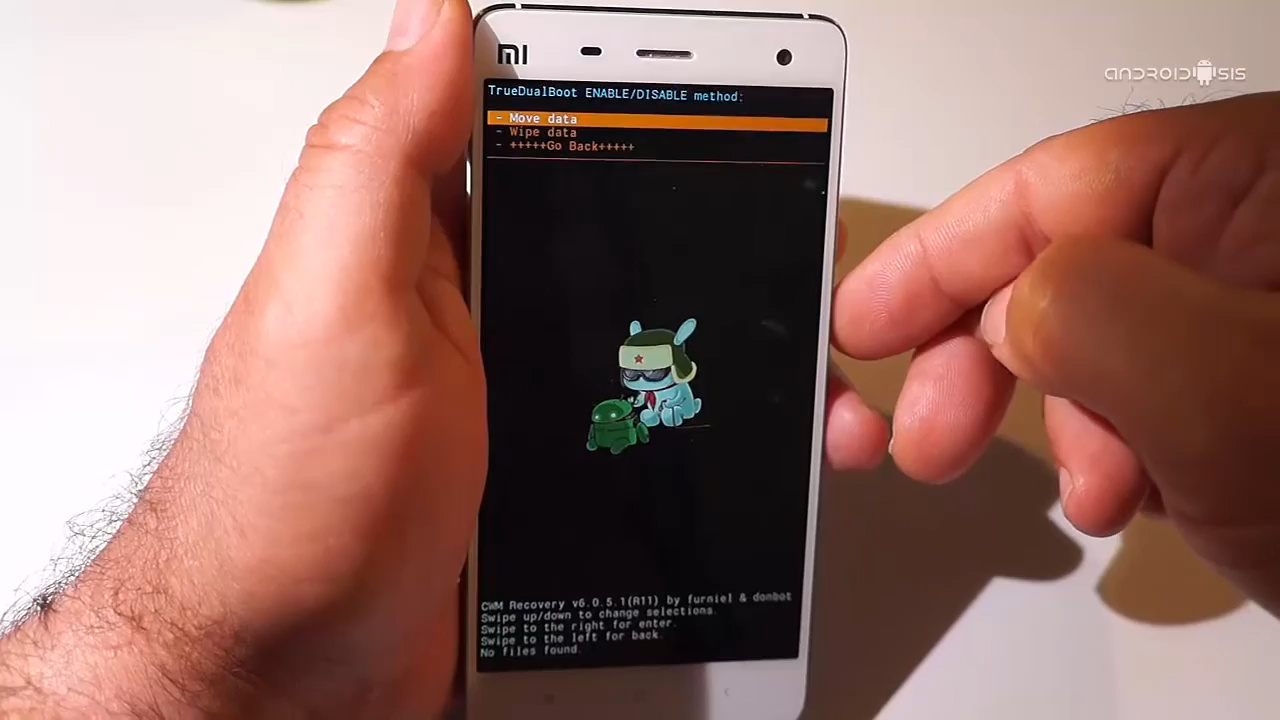 mi
ANDROIDSIS
TrueDualBoot ENABLE/DISABLE method:
- Move data
- Wipe data
- +++++Go Back+++++
CWM Recovery v6.0.5.1(R11) by furniel & donbot
Swipe up/down to change selections.
Swipe to the right for enter.
Swipe to the left for back.
No files found.